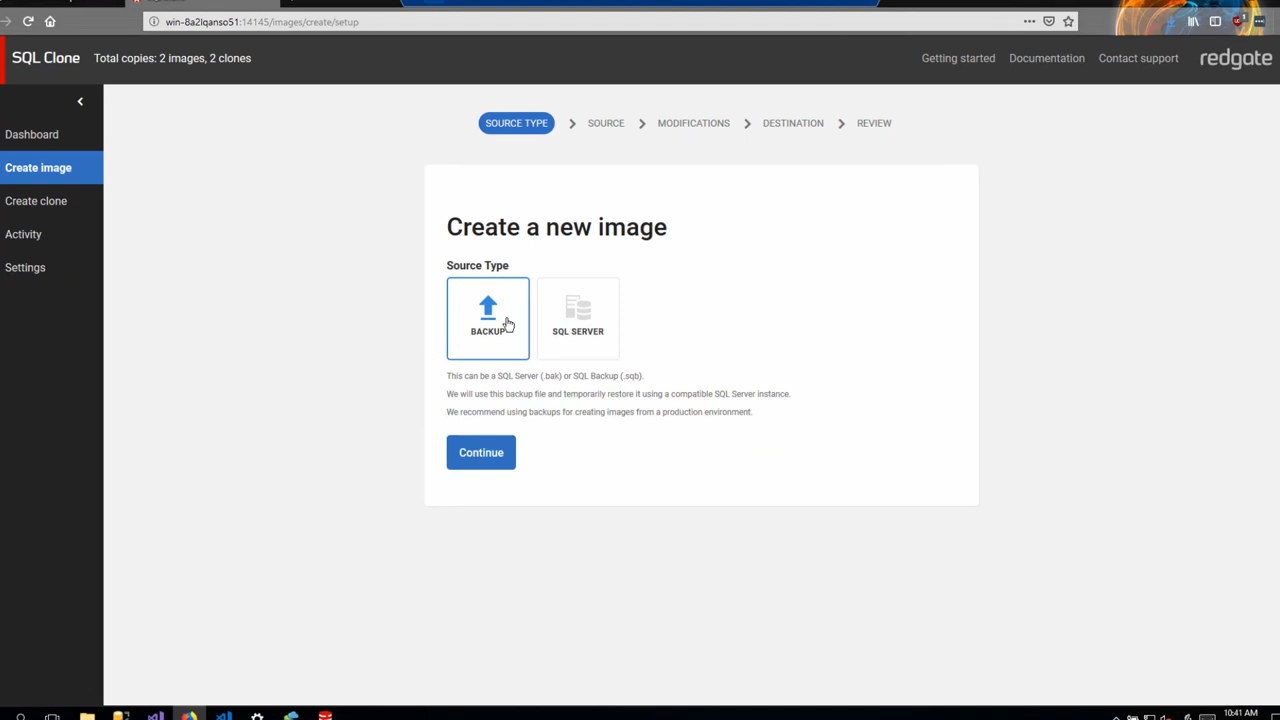 win-8a2lqanso51:14145/images/create/setup
SQL Clone
Total copies: 2 images, 2 clones
Getting started
Documentation
Contact support
redgate
Dashboard
Create image
Create clone
Activity
Settings
SOURCE TYPE
SOURCE
MODIFICATIONS
DESTINATION
REVIEW
Create a new image
Source Type
BACKUP
SQL SERVER
This can be a SQL Server (.bak) or SQL Backup (.sqb).
We will use this backup file and temporarily restore it using a compatible SQL Server instance.
We recommend using backups for creating images from a production environment.
Continue
10:41 AM